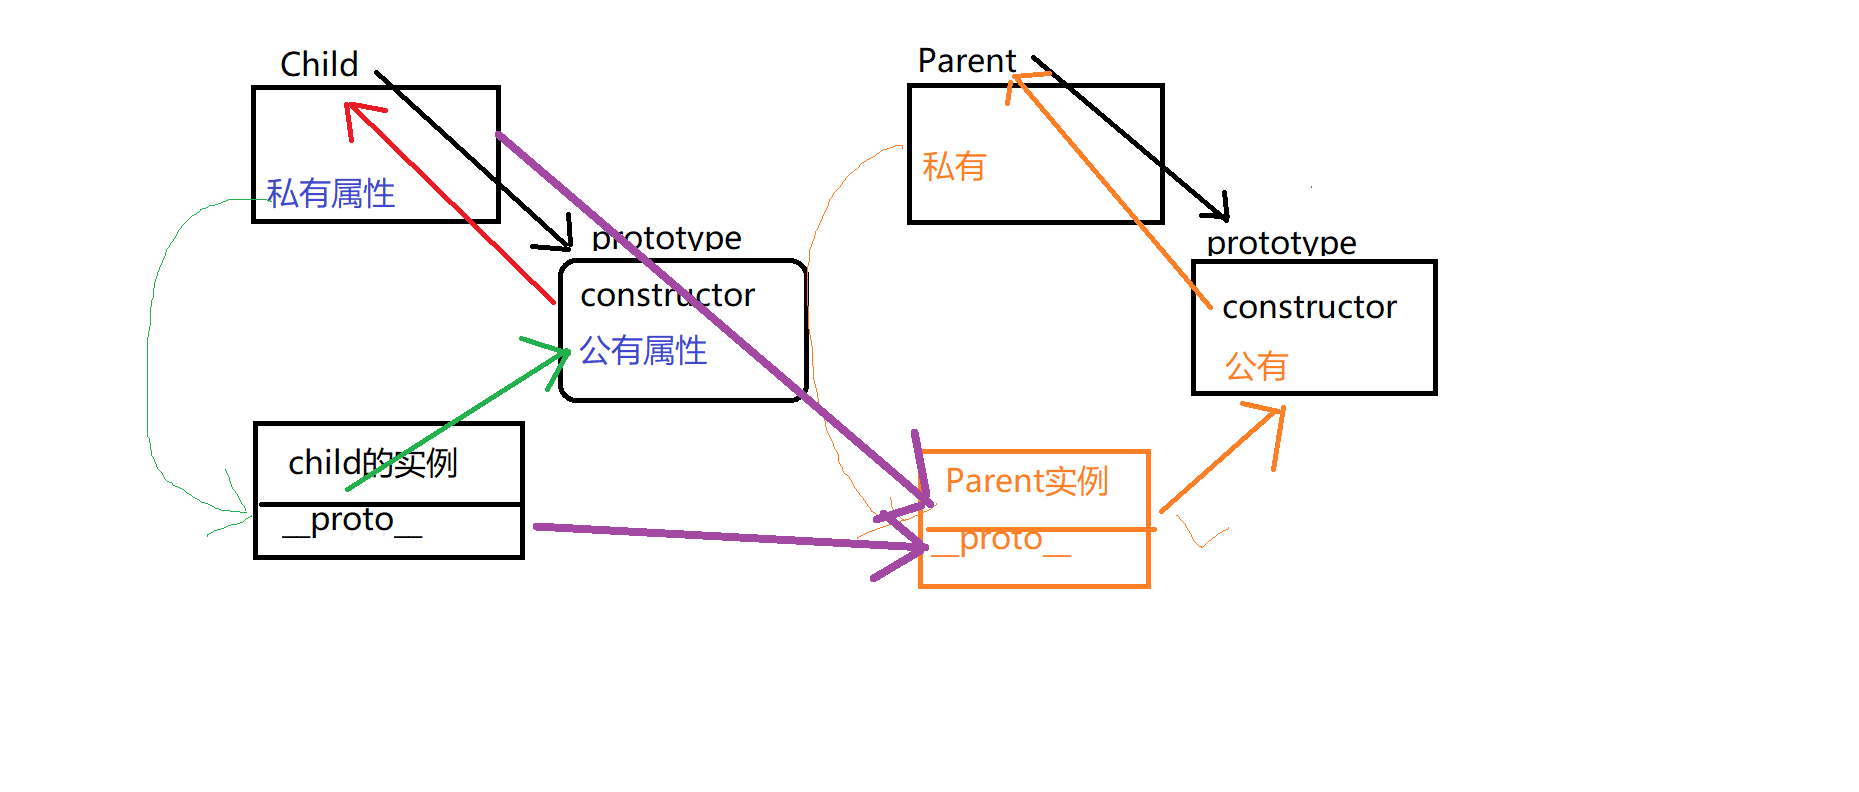 Child
私有属性
prototype
constructor
公有属性
child的实例
__proto__
Parent
私有
prototype
constructor
公有
Parent实例
__proto__